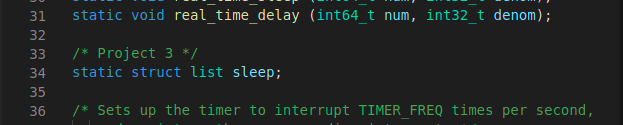 30 static void real_time_sleep (int64_t num, int32_t denom);
31 static void real_time_delay (int64_t num, int32_t denom);
32
33 /* Project 3 */
34 static struct list sleep;
35
36 /* Sets up the timer to interrupt TIMER_FREQ times per second,